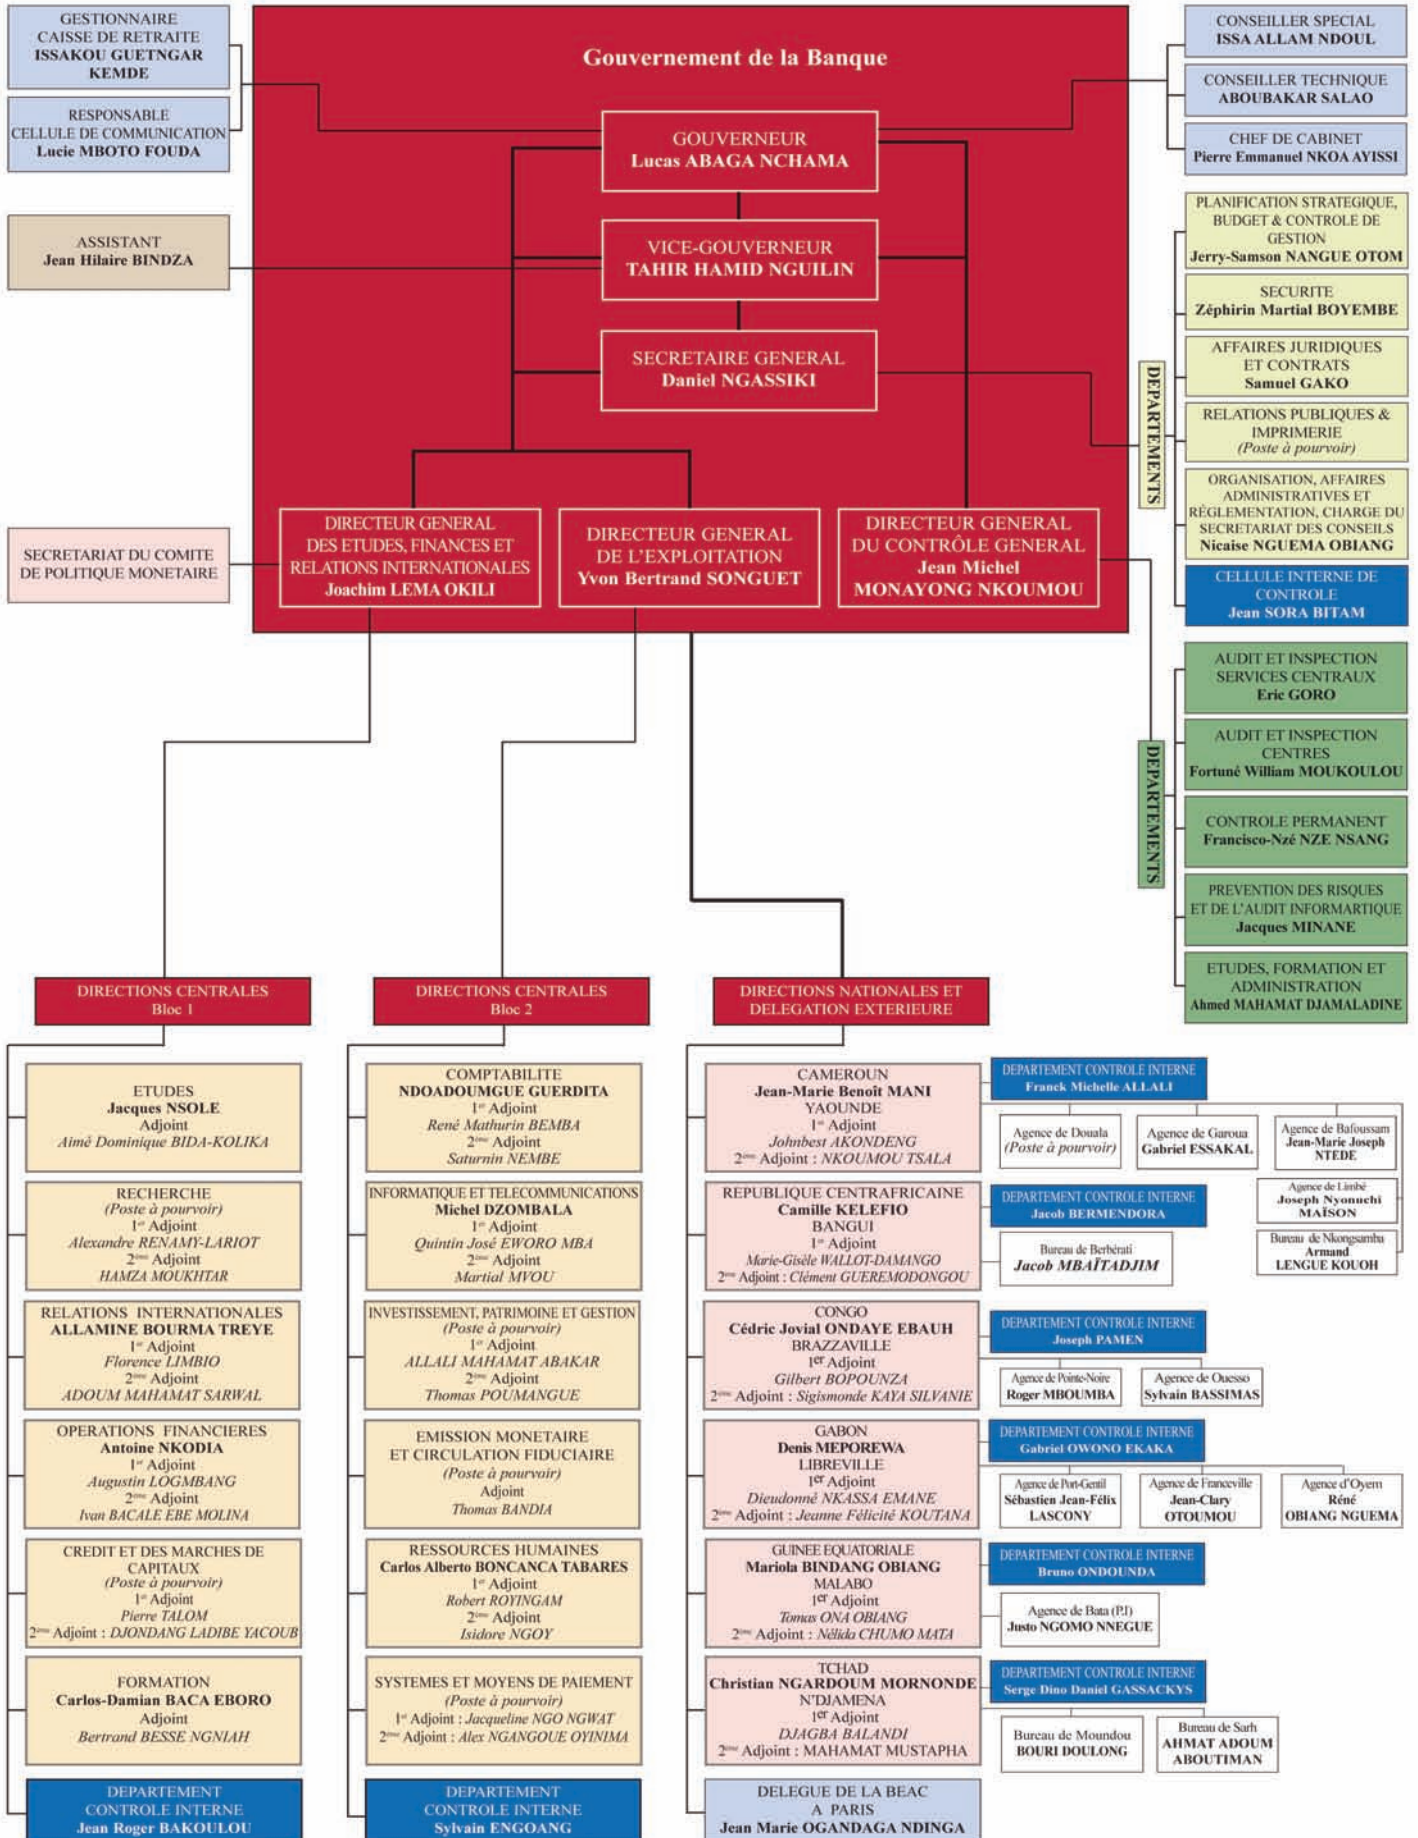 GESTIONNAIRE
CAISSE DE RETRAITE
ISSAKOU GUETNGAR
KEMDE
RESPONSABLE
CELLULE DE COMMUNICATION
Lucie MBOTO FOUDA
ASSISTANT
Jean Hilaire BINDZA
SECRETARIAT DU COMITE
DE POLITIQUE MONETAIRE
Gouvernement de la Banque
GOUVERNEUR
Lucas ABAGA NCHAMA
VICE-GOUVERNEUR
TAHIR HAMID NGUILIN
SECRETAIRE GENERAL
Daniel NGASSIKI
DIRECTEUR GENERAL
DES ETUDES, FINANCES ET
RELATIONS INTERNATIONALES
Joachim LEMA OKILI
DIRECTEUR GENERAL
DE L'EXPLOITATION
Yvon Bertrand SONGUET
DIRECTEUR GENERAL
DU CONTRÔLE GENERAL
Jean Michel
MONAYONG NKOUMOU
CONSEILLER SPECIAL
ISSA ALLAM NDOUL
CONSEILLER TECHNIQUE
ABOUBAKAR SALAO
CHEF DE CABINET
Pierre Emmanuel NKOA AYISSI
DEPARTEMENTS
PLANIFICATION STRATEGIQUE,
BUDGET & CONTROLE DE
GESTION
Jerry-Samson NANGUE OTOM
SECURITE
Zéphirin Martial BOYEMBE
AFFAIRES JURIDIQUES
ET CONTRATS
Samuel GAKO
RELATIONS PUBLIQUES &
IMPRIMERIE
(Poste à pourvoir)
ORGANISATION, AFFAIRES
ADMINISTRATIVES ET
RÉGLEMENTATION, CHARGE DU
SECRETARIAT DES CONSEILS
Nicaise NGUEMA OBIANG
CELLULE INTERNE DE
CONTROLE
Jean SORA BITAM
DEPARTEMENTS
AUDIT ET INSPECTION
SERVICES CENTRAUX
Eric GORO
AUDIT ET INSPECTION
CENTRES
Fortuné William MOUKOULOU
CONTROLE PERMANENT
Francisco-Nzé NZE NSANG
PREVENTION DES RISQUES
ET DE L'AUDIT INFORMARTIQUE
Jacques MINANE
ETUDES, FORMATION ET
ADMINISTRATION
Ahmed MAHAMAT DJAMALADINE
DIRECTIONS CENTRALES
Bloc 1
ETUDES
Jacques NSOLE
Adjoint
Aimé Dominique BIDA-KOLIKA
RECHERCHE
(Poste à pourvoir)
1er Adjoint
Alexandre RENAMY-LARIOT
2ème Adjoint
HAMZA MOUKHTAR
RELATIONS INTERNATIONALES
ALLAMINE BOURMA TREYE
1er Adjoint
Florence LIMBIO
2ème Adjoint
ADOUM MAHAMAT SARWAL
OPERATIONS FINANCIERES
Antoine NKODIA
1er Adjoint
Augustin LOGMBANG
2ème Adjoint
Ivan BACALE EBE MOLINA
CREDIT ET DES MARCHES DE
CAPITAUX
(Poste à pourvoir)
1er Adjoint
Pierre TALOM
2ème Adjoint : DJONDANG LADIBE YACOUB
FORMATION
Carlos-Damian BACA EBORO
Adjoint
Bertrand BESSE NGNIAH
DEPARTEMENT
CONTROLE INTERNE
Jean Roger BAKOULOU
DIRECTIONS CENTRALES
Bloc 2
COMPTABILITE
NDOADOUMGUE GUERDITA
1er Adjoint
René Mathurin BEMBA
2ème Adjoint
Saturnin NEMBE
INFORMATIQUE ET TELECOMMUNICATIONS
Michel DZOMBALA
1er Adjoint
Quintin José EWORO MBA
2ème Adjoint
Martial MVOU
INVESTISSEMENT, PATRIMOINE ET GESTION
(Poste à pourvoir)
1er Adjoint
ALLALI MAHAMAT ABAKAR
2ème Adjoint
Thomas POUMANGUE
EMISSION MONETAIRE
ET CIRCULATION FIDUCIAIRE
(Poste à pourvoir)
Adjoint
Thomas BANDIA
RESSOURCES HUMAINES
Carlos Alberto BONCANCA TABARES
1er Adjoint
Robert ROYINGAM
2ème Adjoint
Isidore NGOY
SYSTEMES ET MOYENS DE PAIEMENT
(Poste à pourvoir)
1er Adjoint : Jacqueline NGO NGWAT
2ème Adjoint : Alex NGANGOUE OYINIMA
DEPARTEMENT
CONTROLE INTERNE
Sylvain ENGOANG
DIRECTIONS NATIONALES ET
DELEGATION EXTERIEURE
CAMEROUN
Jean-Marie Benoît MANI
YAOUNDE
1er Adjoint
Johnbest AKONDENG
2ème Adjoint : NKOUMOU TSALA
DEPARTEMENT CONTROLE INTERNE
Franck Michelle ALLALI
Agence de Douala
(Poste à pourvoir)
Agence de Garoua
Gabriel ESSAKAL
Agence de Bafoussam
Jean-Marie Joseph
NTEDE
Agence de Limbé
Joseph Nyonuchi
MAÏSON
Bureau de Nkongsamba
Armand
LENGUE KOUOH
REPUBLIQUE CENTRAFRICAINE
Camille KELEFIO
BANGUI
1er Adjoint
Marie-Gisèle WALLOT-DAMANGO
2ème Adjoint : Clément GUEREMODONGOU
DEPARTEMENT CONTROLE INTERNE
Jacob BERMENDORA
Bureau de Berbérati
Jacob MBAÏTADJIM
CONGO
Cédric Jovial ONDAYE EBAUH
BRAZZAVILLE
1er Adjoint
Gilbert BOPOUNZA
2ème Adjoint : Sigismonde KAYA SILVANIE
DEPARTEMENT CONTROLE INTERNE
Joseph PAMEN
Agence de Pointe-Noire
Roger MBOUMBA
Agence de Ouesso
Sylvain BASSIMAS
GABON
Denis MEPOREWA
LIBREVILLE
1er Adjoint
Dieudonné NKASSA EMANE
2ème Adjoint : Jeanne Félicité KOUTANA
DEPARTEMENT CONTROLE INTERNE
Gabriel OWONO EKAKA
Agence de Port-Gentil
Sébastien Jean-Félix
LASCONY
Agence de Franceville
Jean-Clary
OTOUMOU
Agence d'Oyem
Réné
OBIANG NGUEMA
GUINEE EQUATORIALE
Mariola BINDANG OBIANG
MALABO
1er Adjoint
Tomas ONA OBIANG
2ème Adjoint : Nélida CHUMO MATA
DEPARTEMENT CONTROLE INTERNE
Bruno ONDOUNDA
Agence de Bata (P.I)
Justo NGOMO NNEGUE
TCHAD
Christian NGARDOUM MORNONDE
N'DJAMENA
1er Adjoint
DJAGBA BALANDI
2ème Adjoint : MAHAMAT MUSTAPHA
DEPARTEMENT CONTROLE INTERNE
Serge Dino Daniel GASSACKYS
Bureau de Moundou
BOURI DOULONG
Bureau de Sarh
AHMAT ADOUM
ABOUTIMAN
DELEGUE DE LA BEAC
A PARIS
Jean Marie OGANDAGA NDINGA